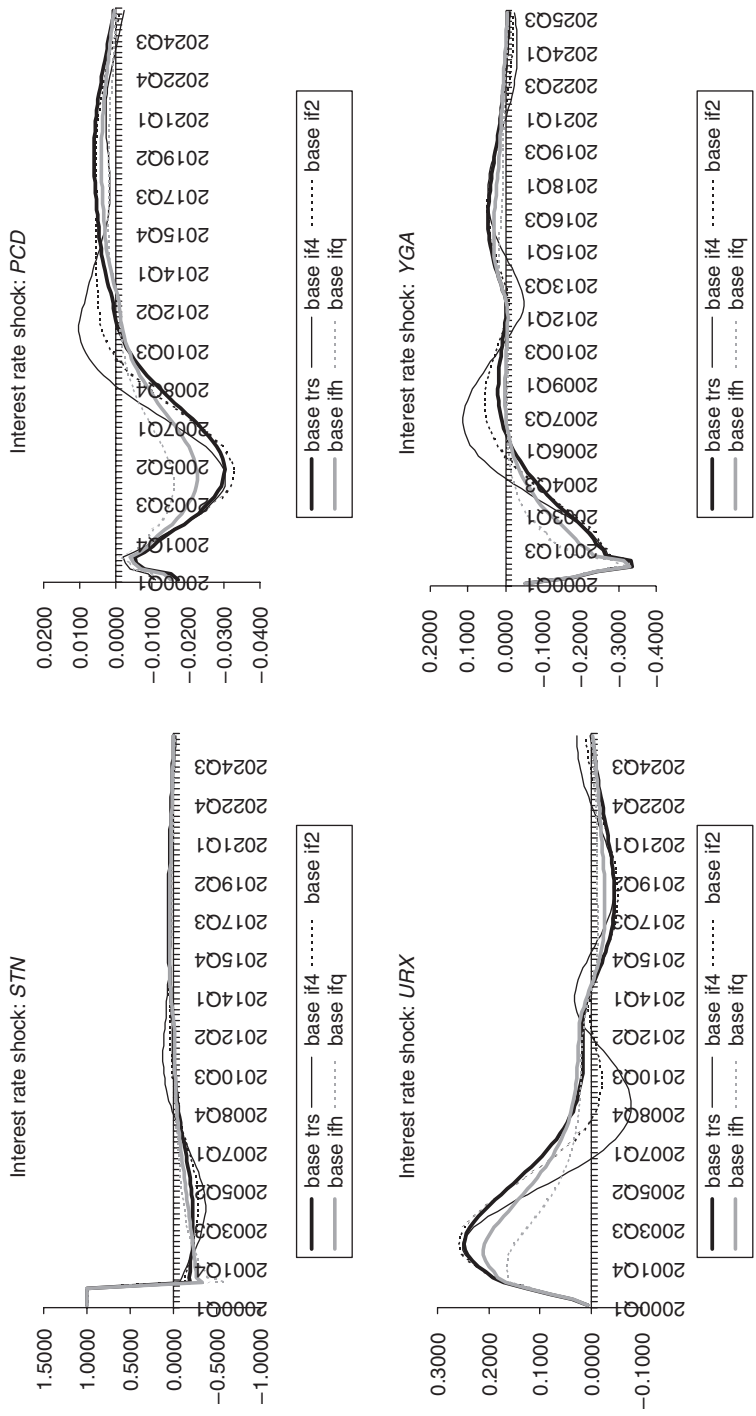 Interest rate shock: STN
1.5000
1.0000
0.5000
0.0000
−0.5000
−1.0000
2000Q1
2001Q4
2003Q3
2005Q2
2007Q1
2008Q4
2010Q3
2012Q2
2014Q1
2015Q4
2017Q3
2019Q2
2021Q1
2022Q4
2024Q3
base trs base if4 base if2
base ifh base ifq
Interest rate shock: PCD
0.0200
0.0100
0.0000
−0.0100
−0.0200
−0.0300
−0.0400
2000Q1
2001Q4
2003Q3
2005Q2
2007Q1
2008Q4
2010Q3
2012Q2
2014Q1
2015Q4
2017Q3
2019Q2
2021Q1
2022Q4
2024Q3
base trs base if4 base if2
base ifh base ifq
Interest rate shock: URX
0.3000
0.2000
0.1000
0.0000
−0.1000
2000Q1
2001Q4
2003Q3
2005Q2
2007Q1
2008Q4
2010Q3
2012Q2
2014Q1
2015Q4
2017Q3
2019Q2
2021Q1
2022Q4
2024Q3
base trs base if4 base if2
base ifh base ifq
Interest rate shock: YGA
0.2000
0.1000
0.0000
−0.1000
−0.2000
−0.3000
−0.4000
2000Q1
2001Q3
2003Q1
2004Q3
2006Q1
2007Q3
2009Q1
2010Q3
2012Q1
2013Q3
2015Q1
2016Q3
2018Q1
2019Q3
2021Q1
2022Q3
2024Q1
2025Q3
base trs base if4 base if2
base ifh base ifq